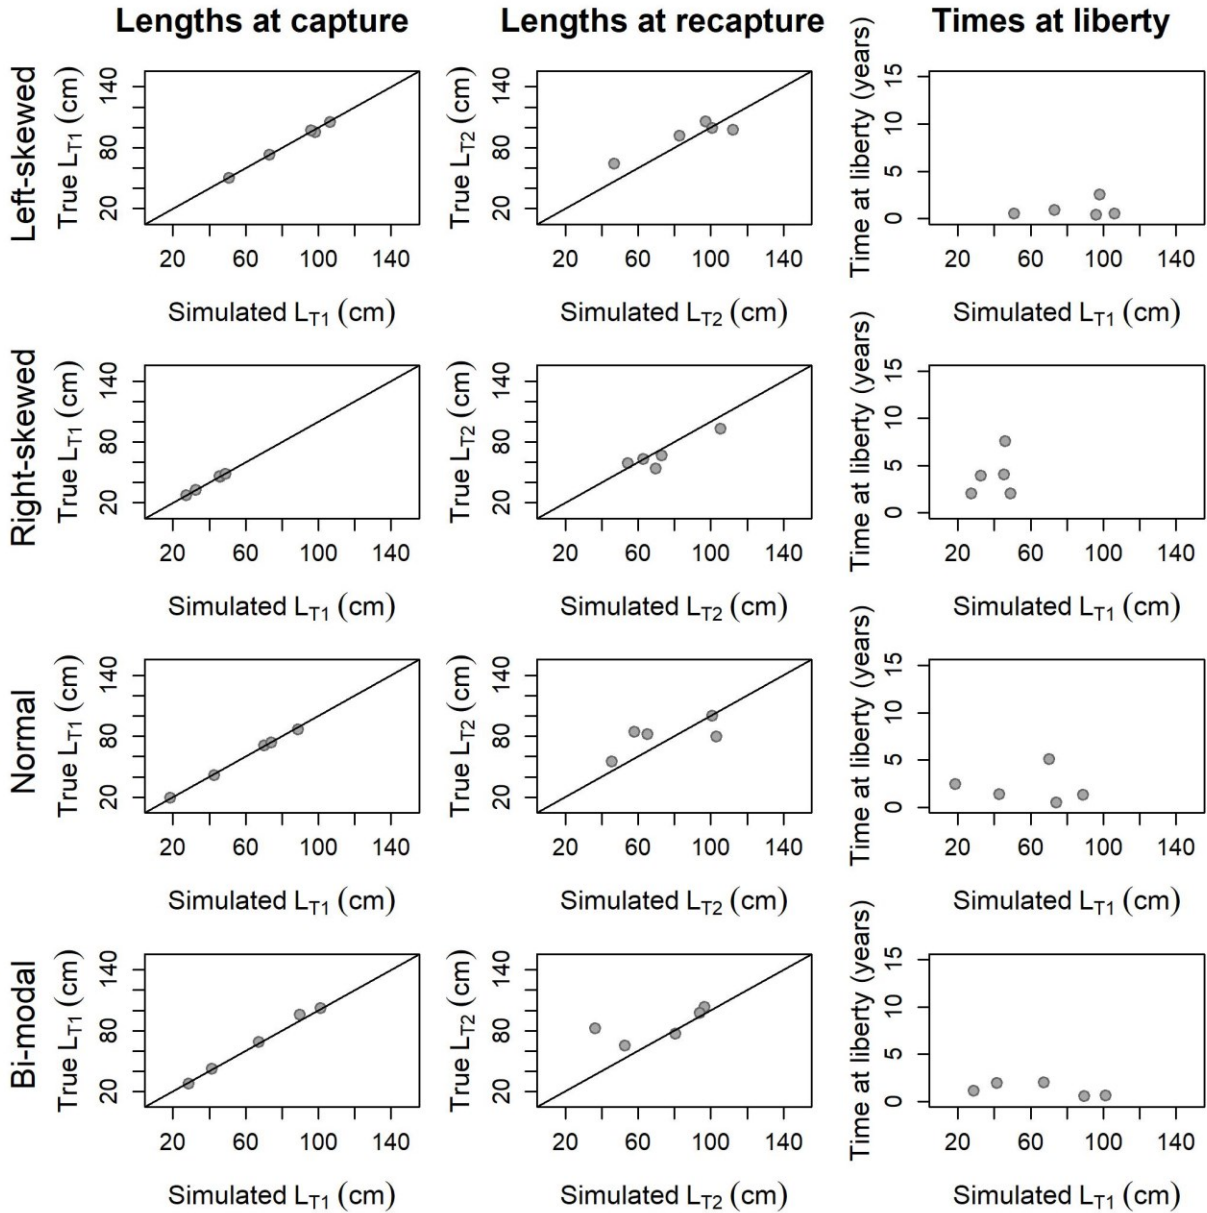 Lengths at capture Lengths at recapture Times at liberty
Left-skewed
True LT1 (cm)
20 80 140
20 60 100 140
Simulated LT1 (cm)
True LT2 (cm)
20 80 140
20 60 100 140
Simulated LT2 (cm)
Time at liberty (years)
0 5 10 15
20 60 100 140
Simulated LT1 (cm)
Right-skewed
True LT1 (cm)
20 80 140
20 60 100 140
Simulated LT1 (cm)
True LT2 (cm)
20 80 140
20 60 100 140
Simulated LT2 (cm)
Time at liberty (years)
0 5 10 15
20 60 100 140
Simulated LT1 (cm)
Normal
True LT1 (cm)
20 80 140
20 60 100 140
Simulated LT1 (cm)
True LT2 (cm)
20 80 140
20 60 100 140
Simulated LT2 (cm)
Time at liberty (years)
0 5 10 15
20 60 100 140
Simulated LT1 (cm)
Bi-modal
True LT1 (cm)
20 80 140
20 60 100 140
Simulated LT1 (cm)
True LT2 (cm)
20 80 140
20 60 100 140
Simulated LT2 (cm)
Time at liberty (years)
0 5 10 15
20 60 100 140
Simulated LT1 (cm)